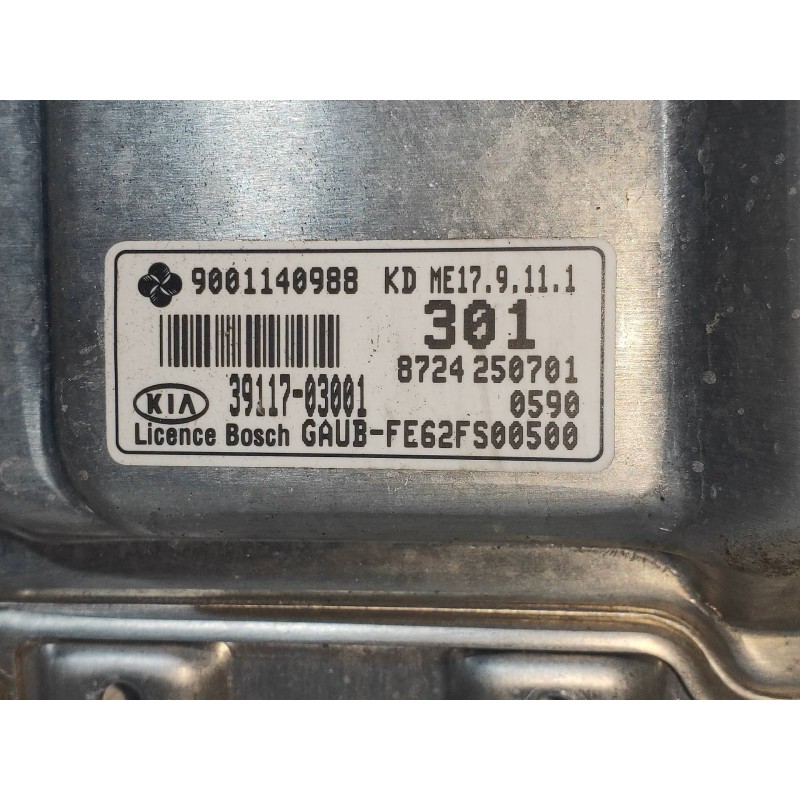 9001140988 KD ME17.9.11.1
301
8724 250701
KIA 39117-03001 0590
Licence Bosch GAUB-FE62FS00500